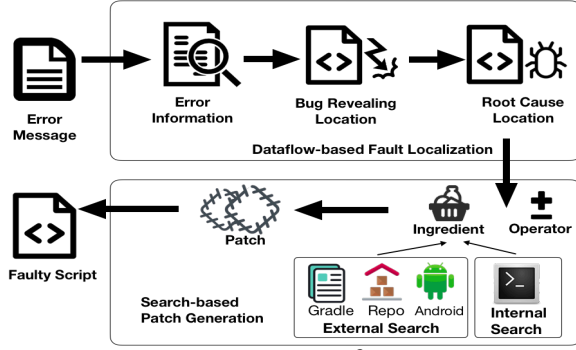 Error
Message
Error
Information
Bug Revealing
Location
Root Cause
Location
Dataflow-based Fault Localization
Faulty Script
Patch
Ingredient
Operator
Search-based
Patch Generation
Gradle
Repo
Android
External Search
Internal
Search